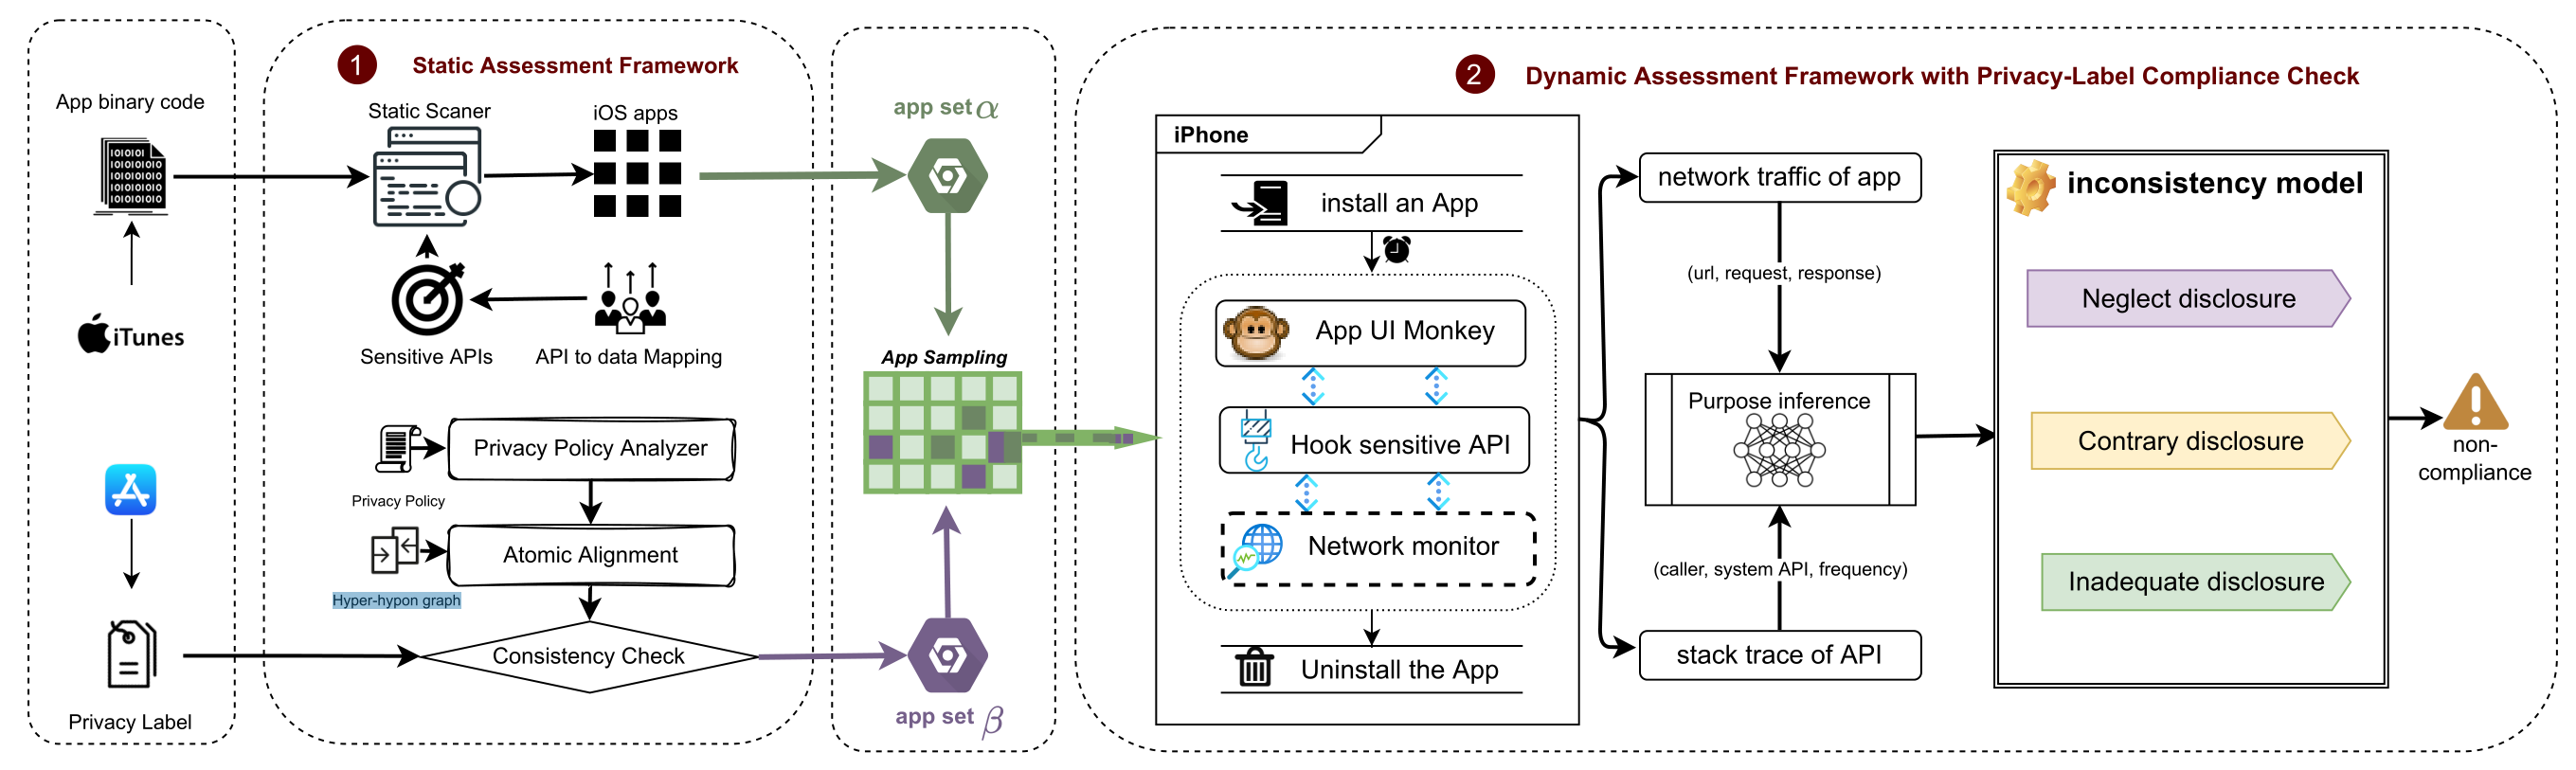 App binary code
1010101
10101010
10101010
10101010
iTunes
Privacy Label
1
Static Assessment Framework
Static Scaner
iOS apps
Sensitive APIs
API to data Mapping
Privacy Policy Analyzer
Privacy Policy
Atomic Alignment
Hyper-hypon graph
Consistency Check
app set α
App Sampling
app set β
2
Dynamic Assessment Framework with Privacy-Label Compliance Check
iPhone
install an App
App UI Monkey
Hook sensitive API
Network monitor
Uninstall the App
network traffic of app
(url, request, response)
Purpose inference
(caller, system API, frequency)
stack trace of API
inconsistency model
Neglect disclosure
Contrary disclosure
Inadequate disclosure
non-
compliance